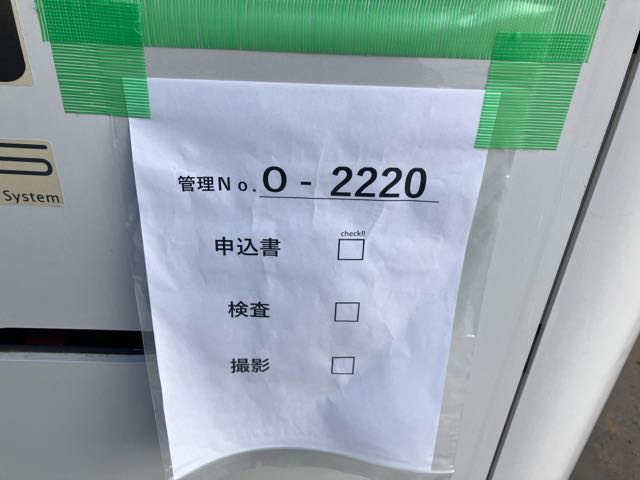 S
System
管理No. O - 2220
check!!
申込書 □
検査 □
撮影 □